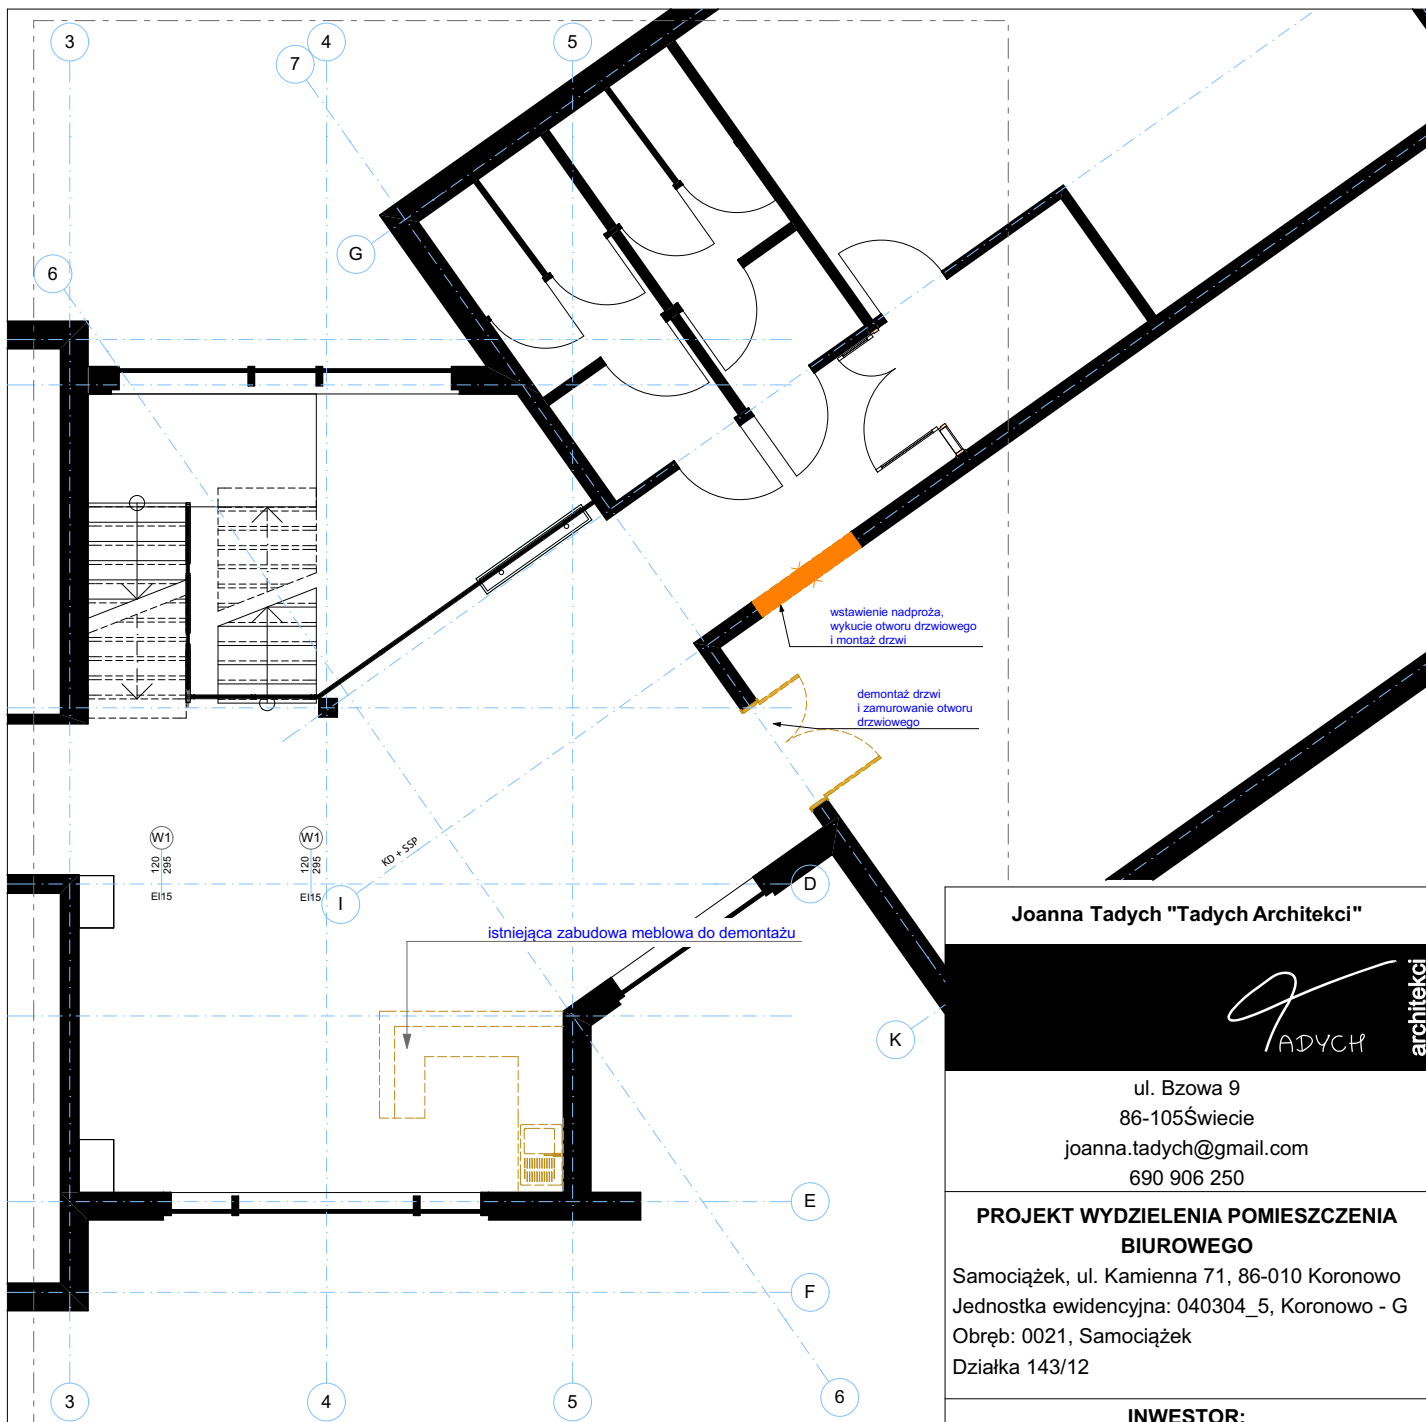 3
4
5
7
G
6
wstawienie nadproża,
wykucie otworu drzwiowego
i montaż drzwi
demontaż drzwi
i zamurowanie otworu
drzwiowego
W1
120
295
EI15
W1
120
295
EI15
KD + SSP
I
D
istniejąca zabudowa meblowa do demontażu
K
E
F
3
4
5
6
Joanna Tadych "Tadych Architekci"
TADYCH
architekci
ul. Bzowa 9
86-105Świecie
joanna.tadych@gmail.com
690 906 250
PROJEKT WYDZIELENIA POMIESZCZENIA
BIUROWEGO
Samociążek, ul. Kamienna 71, 86-010 Koronowo
Jednostka ewidencyjna: 040304_5, Koronowo - G
Obręb: 0021, Samociążek
Działka 143/12
INWESTOR: